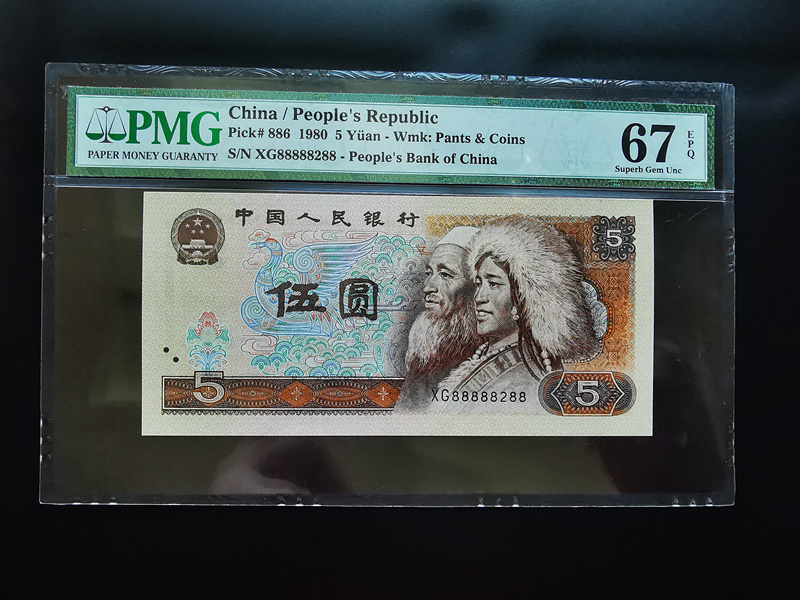 PMG
PAPER MONEY GUARANTY
China / People's Republic
Pick# 886 1980 5 Yüan - Wmk: Pants & Coins
S/N XG88888288 - People's Bank of China
67
EPQ
Superb Gem Unc
中国人民银行
5
伍圆
5
XG88888288
5